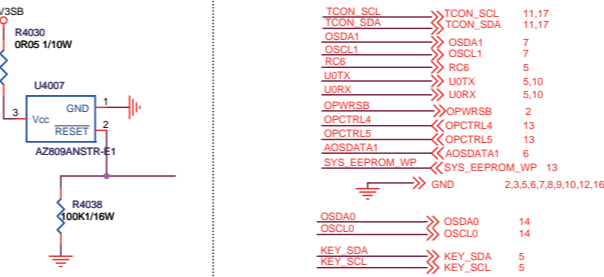 V3SB
R4030
0R05 1/10W
U4007
GND
1
3
Vcc
RESET
2
AZ809ANSTR-E1
R4038
100K1/16W
TCON_SCL TCON_SCL 11,17
TCON_SDA TCON_SDA 11,17
OSDA1 OSDA1 7
OSCL1 OSCL1 7
RC6 RC6 5
U0TX U0TX 5,10
U0RX U0RX 5,10
OPWRSB OPWRSB 2
OPCTRL4 OPCTRL4 13
OPCTRL5 OPCTRL5 13
AOSDATA1 AOSDATA1 6
SYS_EEPROM_WP SYS_EEPROM_WP 13
GND 2,3,5,6,7,8,9,10,12,16
OSDA0 OSDA0 14
OSCL0 OSCL0 14
KEY_SDA KEY_SDA 5
KEY_SCL KEY_SCL 5